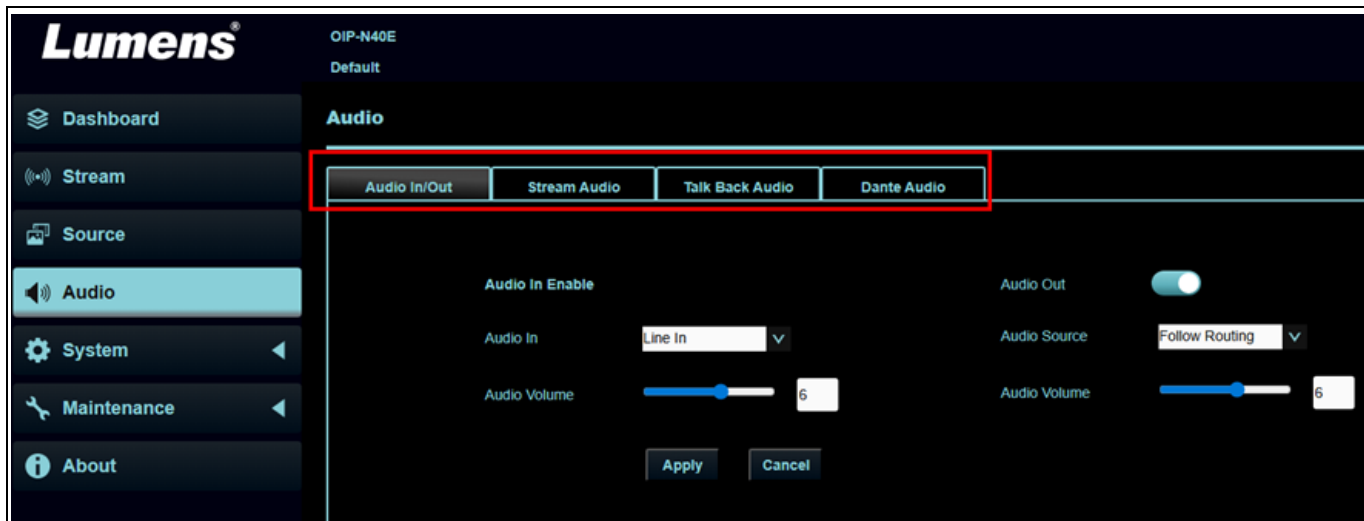 Lumens®
OIP-N40E
Default
Dashboard
Stream
Source
Audio
System
Maintenance
About
Audio
Audio In/Out Stream Audio Talk Back Audio Dante Audio
Audio In Enable Audio Out
Audio In Line In Audio Source Follow Routing
Audio Volume 6 Audio Volume 6
Apply Cancel